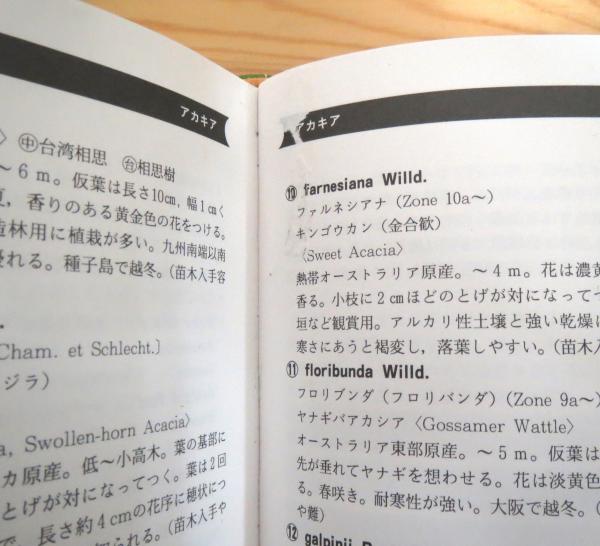 アカキア
〉 ㊥台湾相思 ㊔相思樹
～６ｍ。仮葉は長さ10cm, 幅１cmく
夏，香りのある黄金色の花をつける。
造林用に植栽が多い。九州南端以南
優れる。種子島で越冬。（苗木入手容
Cham. et Schlecht.〕
ジラ）
a, Swollen-horn Acacia〉
カ原産。低〜小高木。葉の基部に
とげが対になってつく。葉は２回
で，長さ約４cmの花序に穂状につ
られる。（苗木入手や
アカキア
⑩ farnesiana Willd.
ファルネシアナ（Zone 10a〜）
キンゴウカン（金合歓）
〈Sweet Acacia〉
熱帯オーストラリア原産。〜４ｍ。花は濃黄
香る。小枝に２cmほどのとげが対になってつ
垣など観賞用。アルカリ性土壌と強い乾燥に
寒さにあうと褐変し，落葉しやすい。（苗木入
⑪ floribunda Willd.
フロリブンダ（フロリバンダ）（Zone 9a〜）
ヤナギバアカシア〈Gossamer Wattle〉
オーストラリア東部原産。〜５ｍ。仮葉は
先が垂れてヤナギを想わせる。花は淡黄色
る。春咲き。耐寒性が強い。大阪で越冬。（
や難）
⑫ galpinii